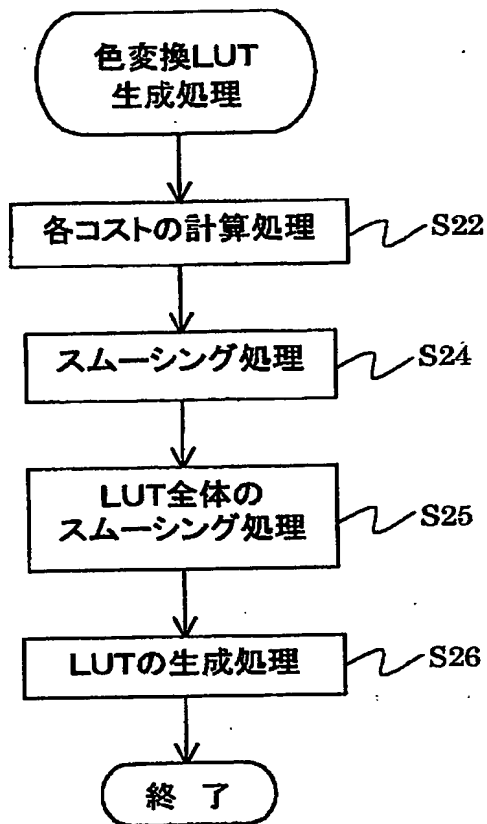 色変換LUT
生成処理
各コストの計算処理
S22
スムーシング処理
S24
LUT全体の
スムーシング処理
S25
LUTの生成処理
S26
終 了